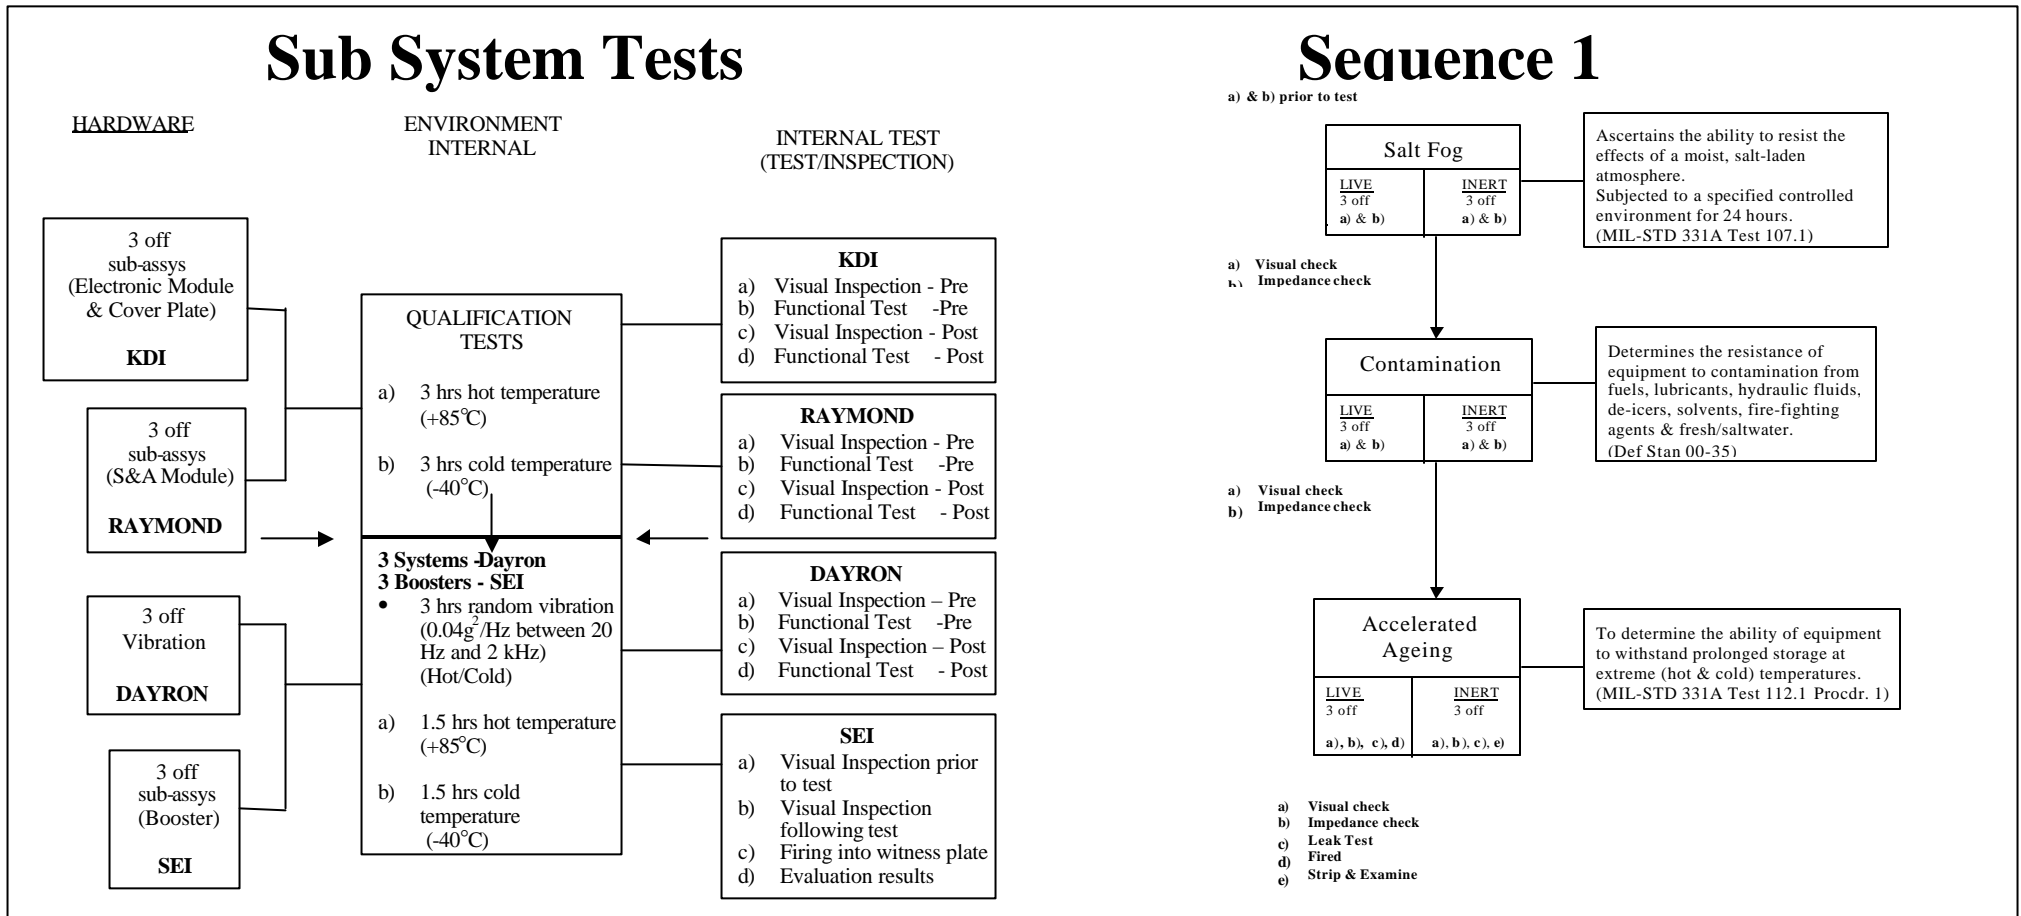 Sub System Tests
HARDWARE
ENVIRONMENT
INTERNAL
INTERNAL TEST
(TEST/INSPECTION)
3 off
sub-assys
(Electronic Module
& Cover Plate)
KDI
3 off
sub-assys
(S&A Module)
RAYMOND
3 off
Vibration
DAYRON
3 off
sub-assys
(Booster)
SEI
QUALIFICATION
TESTS
a) 3 hrs hot temperature
(+85°C)
b) 3 hrs cold temperature
(-40°C)
3 Systems -Dayron
3 Boosters - SEI
• 3 hrs random vibration
(0.04g²/Hz between 20
Hz and 2 kHz)
(Hot/Cold)
a) 1.5 hrs hot temperature
(+85°C)
b) 1.5 hrs cold
temperature
(-40°C)
KDI
a) Visual Inspection - Pre
b) Functional Test -Pre
c) Visual Inspection - Post
d) Functional Test - Post
RAYMOND
a) Visual Inspection - Pre
b) Functional Test -Pre
c) Visual Inspection - Post
d) Functional Test - Post
DAYRON
a) Visual Inspection – Pre
b) Functional Test -Pre
c) Visual Inspection – Post
d) Functional Test - Post
SEI
a) Visual Inspection prior
to test
b) Visual Inspection
following test
c) Firing into witness plate
d) Evaluation results
Sequence 1
a) & b) prior to test
Salt Fog
LIVE
3 off
a) & b)
INERT
3 off
a) & b)
Ascertains the ability to resist the
effects of a moist, salt-laden
atmosphere.
Subjected to a specified controlled
environment for 24 hours.
(MIL-STD 331A Test 107.1)
a) Visual check
b) Impedance check
Contamination
LIVE
3 off
a) & b)
INERT
3 off
a) & b)
Determines the resistance of
equipment to contamination from
fuels, lubricants, hydraulic fluids,
de-icers, solvents, fire-fighting
agents & fresh/saltwater.
(Def Stan 00-35)
a) Visual check
b) Impedance check
Accelerated
Ageing
LIVE
3 off
a), b), c), d)
INERT
3 off
a), b), c), e)
To determine the ability of equipment
to withstand prolonged storage at
extreme (hot & cold) temperatures.
(MIL-STD 331A Test 112.1 Procdr. 1)
a) Visual check
b) Impedance check
c) Leak Test
d) Fired
e) Strip & Examine